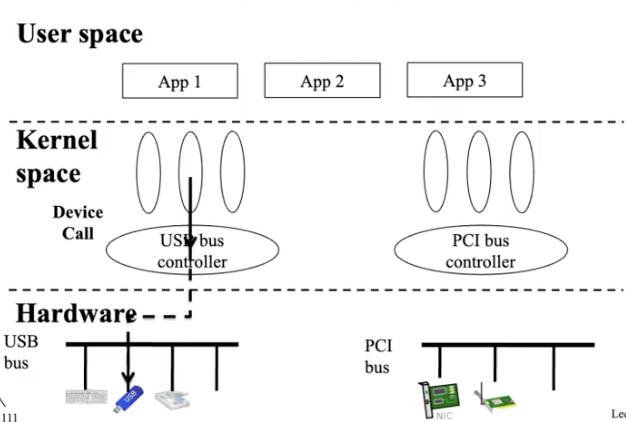 User space
App 1
App 2
App 3
Kernel
space
Device
Call
USB bus
controller
PCI bus
controller
Hardware
USB
bus
PCI
bus
USB
NIC
111
Lec